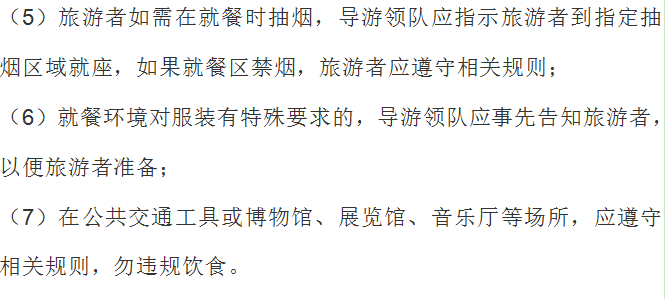 （5）旅游者如需在就餐时抽烟，导游领队应指示旅游者到指定抽
烟区域就座，如果就餐区禁烟，旅游者应遵守相关规则；
（6）就餐环境对服装有特殊要求的，导游领队应事先告知旅游者，
以便旅游者准备；
（7）在公共交通工具或博物馆、展览馆、音乐厅等场所，应遵守
相关规则，勿违规饮食。